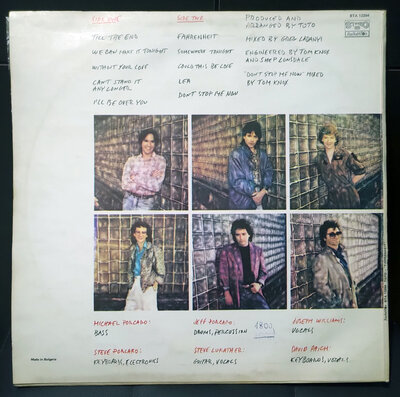 SIDE ONE
TILL THE END
WE CAN MAKE IT TONIGHT
WITHOUT YOUR LOVE
CAN'T STAND IT
ANY LONGER
I'LL BE OVER YOU
SIDE TWO
FAHRENHEIT
SOMEWHERE TONIGHT
COULD THIS BE LOVE
LEA
DON'T STOP ME NOW
PRODUCED AND
ARRANGED BY TOTO
MIXED BY GREG LADANYI
ENGINEERED BY TOM KNOX
AND SHEP LONSDALE
'DON'T STOP ME NOW' MIXED
BY TOM KNOX
MICHAEL PORCARO:
BASS
JEFF PORCARO:
DRUMS, PERCUSSION
1800
JOSEPH WILLIAMS:
VOCALS
STEVE PORCARO:
KEYBOARDS, ELECTRONICS
STEVE LUKATHER:
GUITAR, VOCALS
DAVID PAICH:
KEYBOARDS, VOCALS
Made in Bulgaria